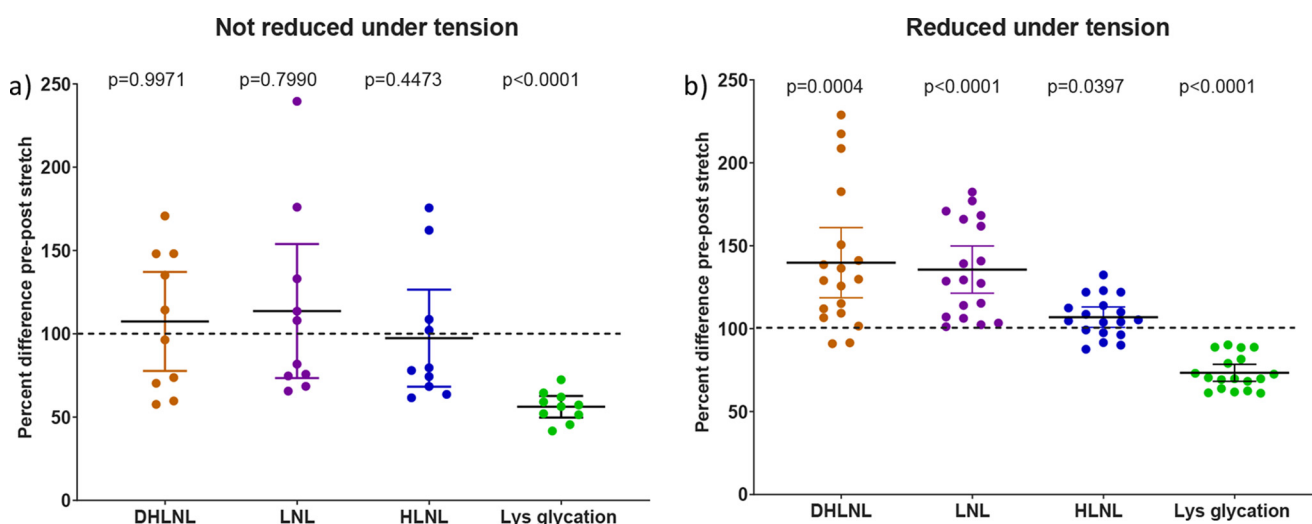 Not reduced under tension
a)
p=0.9971 p=0.7990 p=0.4473 p<0.0001
Percent difference pre-post stretch
250
200
150
100
50
0
DHLNL LNL HLNL Lys glycation
Reduced under tension
b)
p=0.0004 p<0.0001 p=0.0397 p<0.0001
Percent difference pre-post stretch
250
200
150
100
50
0
DHLNL LNL HLNL Lys glycation